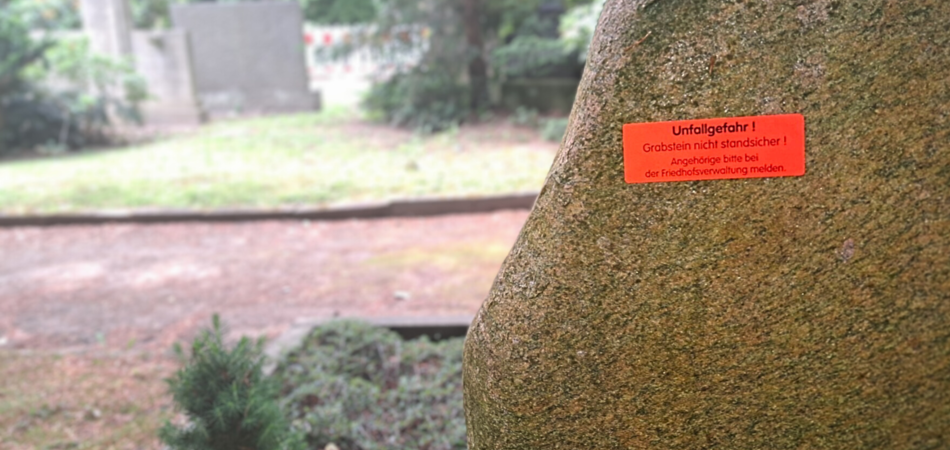 Unfallgefahr !
Grabstein nicht standsicher !
Angehörige bitte bei
der Friedhofsverwaltung melden.